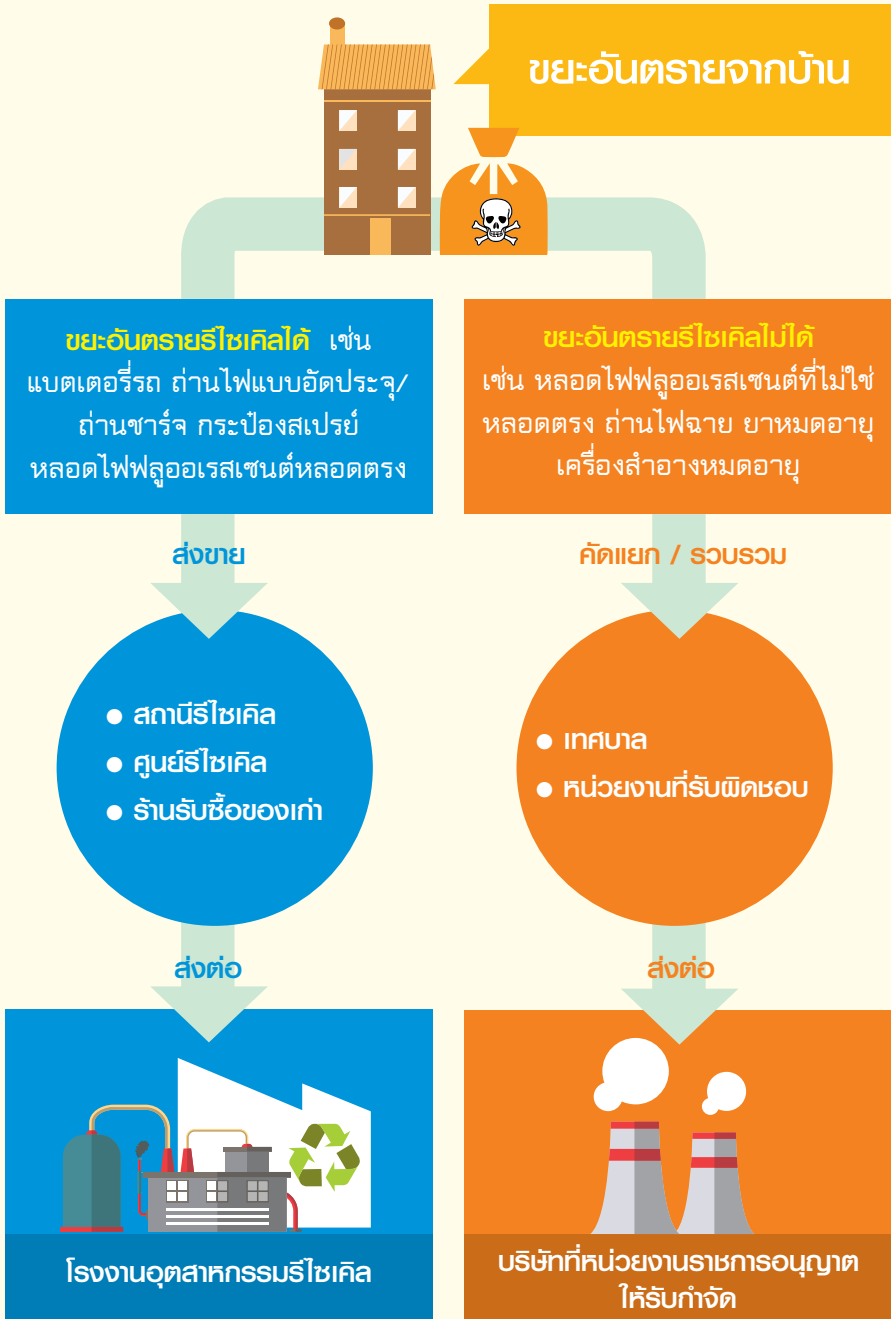 ขยะอันตรายจากบ้าน
ขยะอันตรายรีไซเคิลได้ เช่น
แบตเตอรี่รถ ถ่านไฟแบบอัดประจุ/
ถ่านชาร์จ กระป๋องสเปรย์
หลอดไฟฟลูออเรสเซนต์หลอดตรง
ส่งขาย
● สถานีรีไซเคิล
● ศูนย์รีไซเคิล
● ร้านรับซื้อของเก่า
ส่งต่อ
โรงงานอุตสาหกรรมรีไซเคิล
ขยะอันตรายรีไซเคิลไม่ได้
เช่น หลอดไฟฟลูออเรสเซนต์ที่ไม่ใช่
หลอดตรง ถ่านไฟฉาย ยาหมดอายุ
เครื่องสำอางหมดอายุ
คัดแยก / รวบรวม
● เทศบาล
● หน่วยงานที่รับผิดชอบ
ส่งต่อ
บริษัทที่หน่วยงานราชการอนุญาต
ให้รับกำจัด